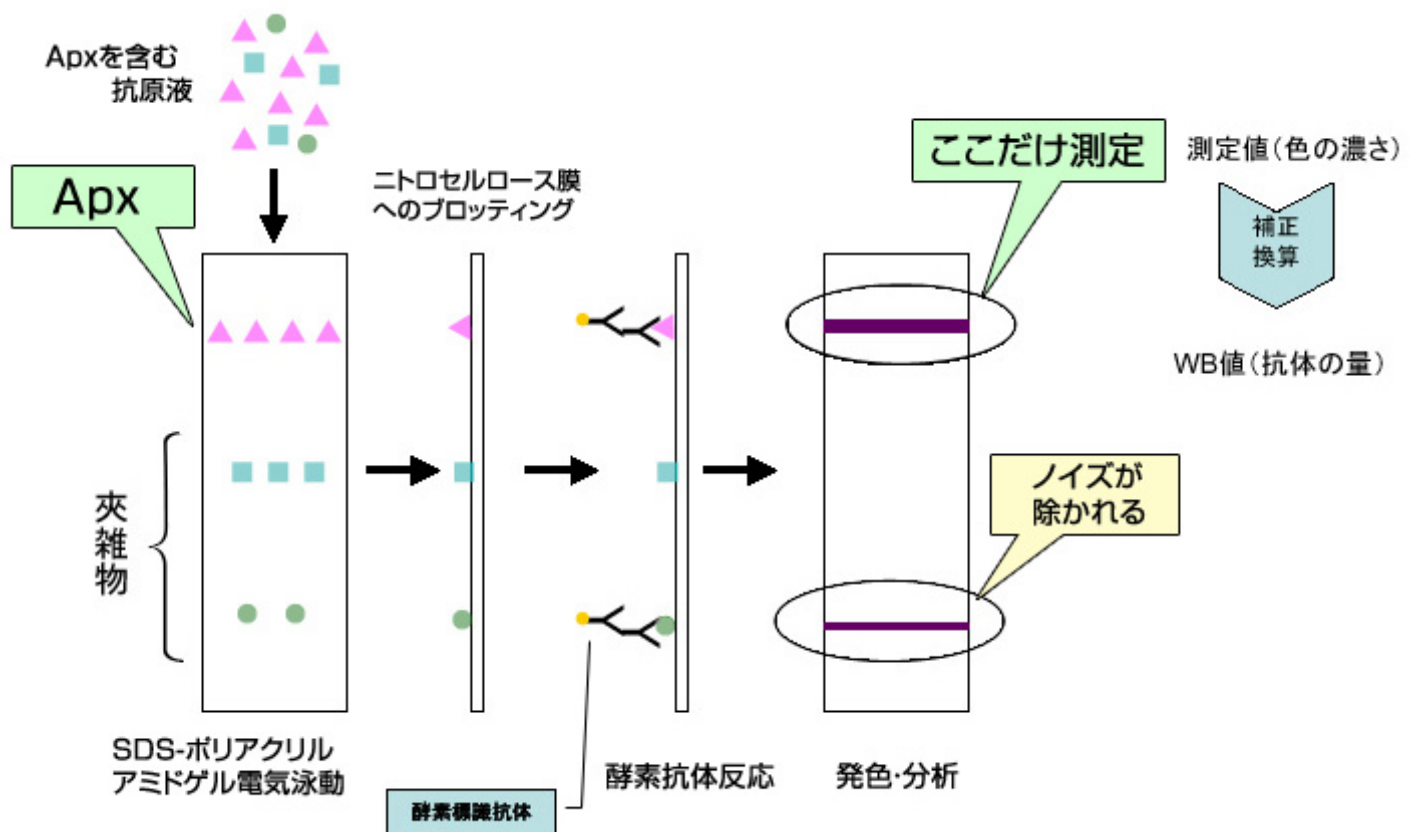 Apxを含む
抗原液
Apx
ニトロセルロース膜
へのブロッティング
ここだけ測定
測定値(色の濃さ)
補正
換算
WB値(抗体の量)
夾雑物
ノイズが
除かれる
SDS-ポリアクリル
アミドゲル電気泳動
酵素標識抗体
酵素抗体反応
発色・分析